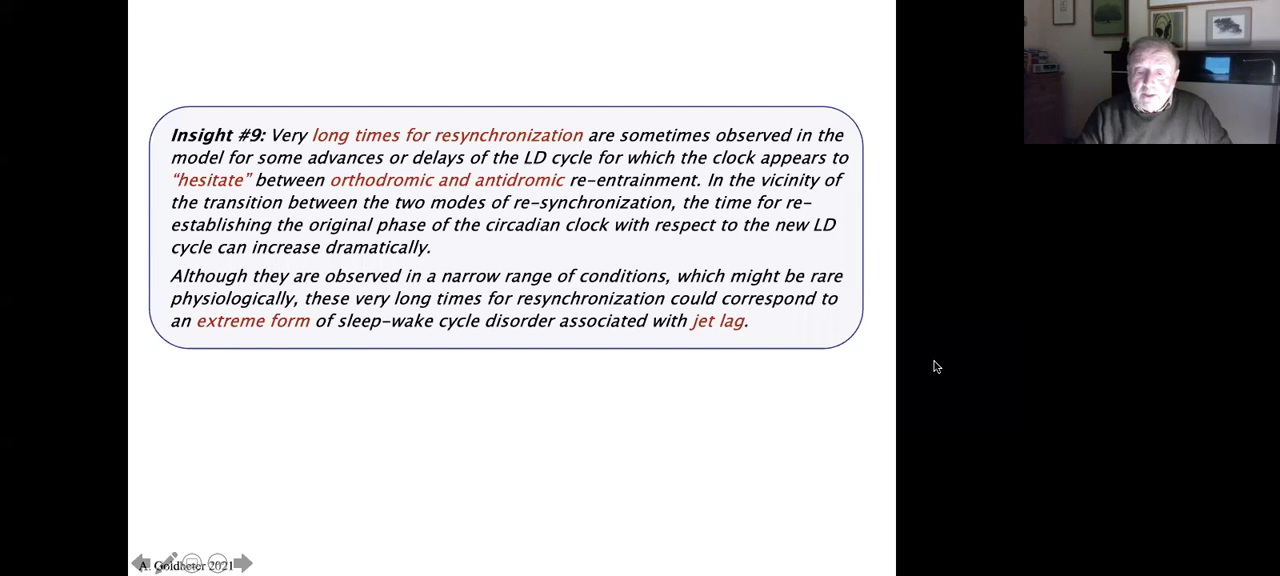 Insight #9: Very long times for resynchronization are sometimes observed in the
model for some advances or delays of the LD cycle for which the clock appears to
“hesitate” between orthodromic and antidromic re-entrainment. In the vicinity of
the transition between the two modes of re-synchronization, the time for re-
establishing the original phase of the circadian clock with respect to the new LD
cycle can increase dramatically.
Although they are observed in a narrow range of conditions, which might be rare
physiologically, these very long times for resynchronization could correspond to
an extreme form of sleep-wake cycle disorder associated with jet lag.
A. Goldbeter 2021